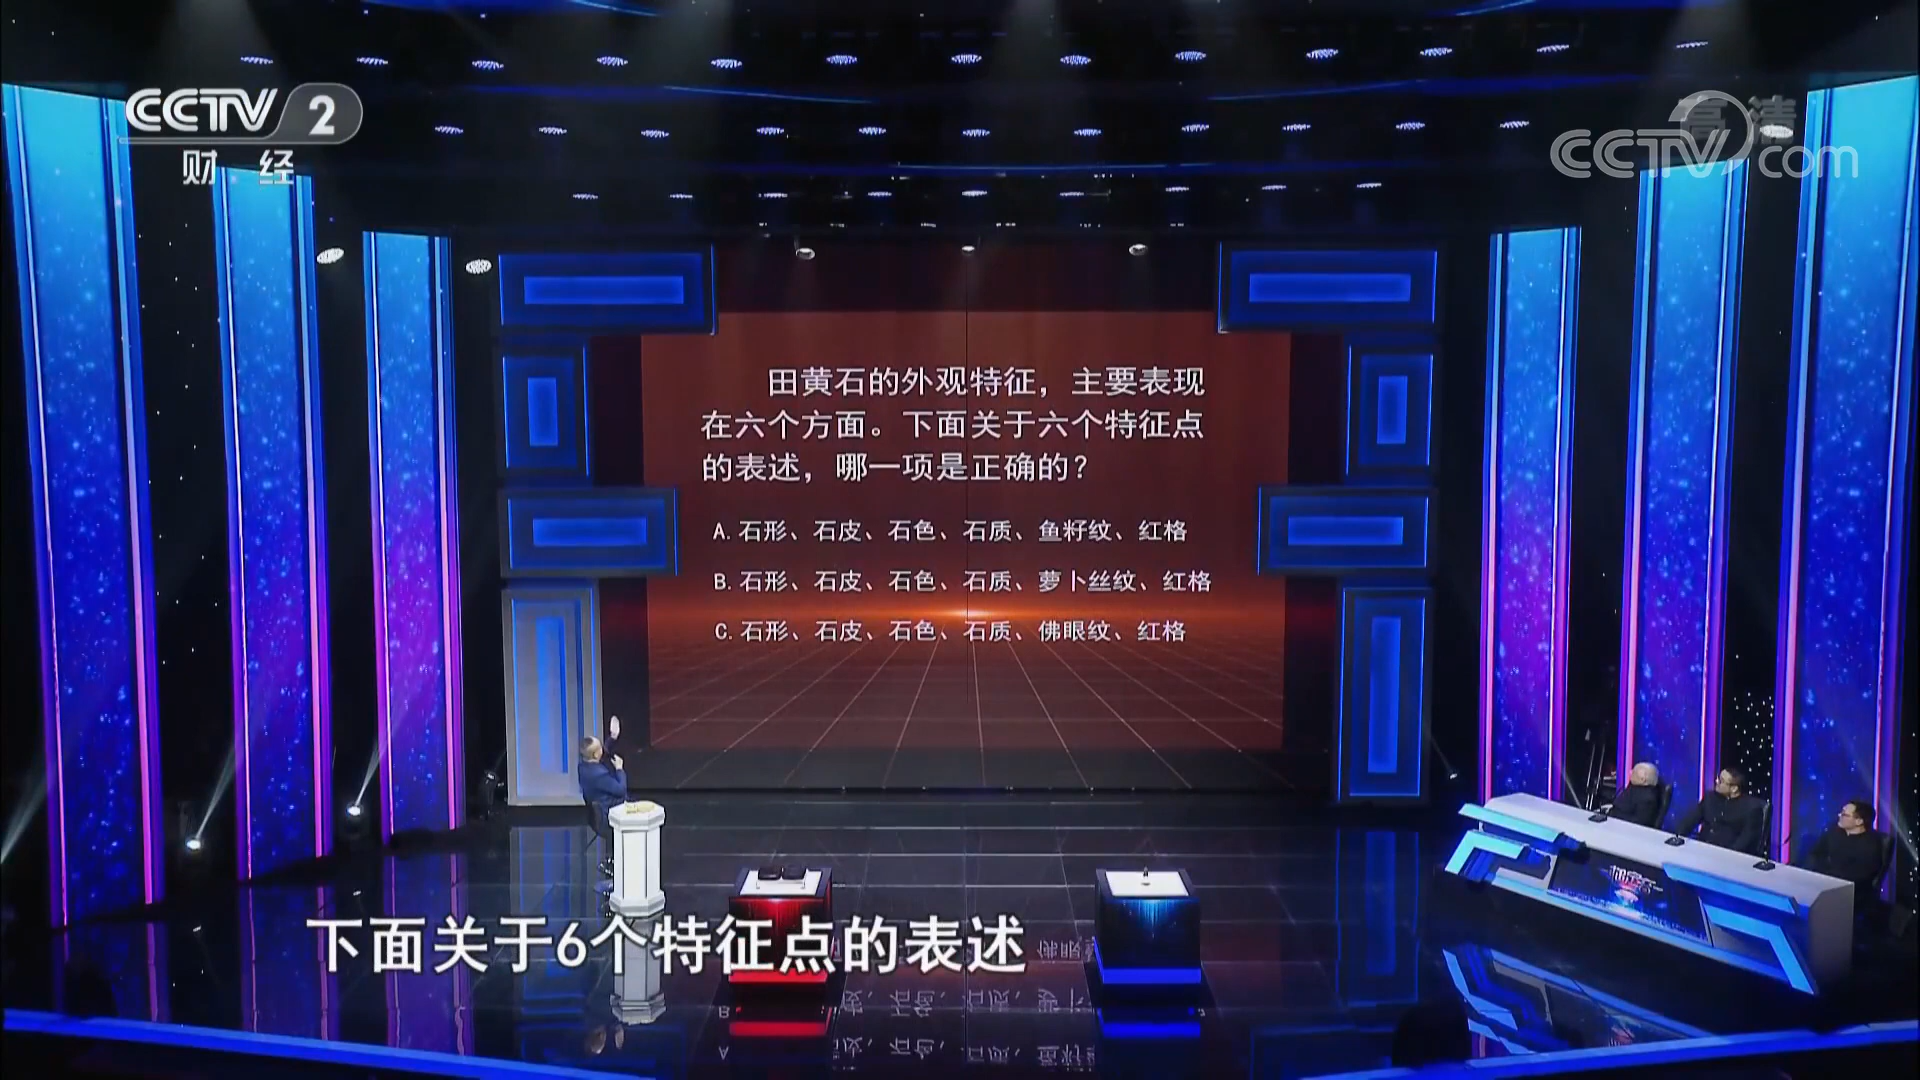 CCTV 2
财 经
高清
CCTV com
田黄石的外观特征，主要表现
在六个方面。下面关于六个特征点
的表述，哪一项是正确的？
A. 石形、石皮、石色、石质、鱼籽纹、红格
B. 石形、石皮、石色、石质、萝卜丝纹、红格
C. 石形、石皮、石色、石质、佛眼纹、红格
下面关于6个特征点的表述